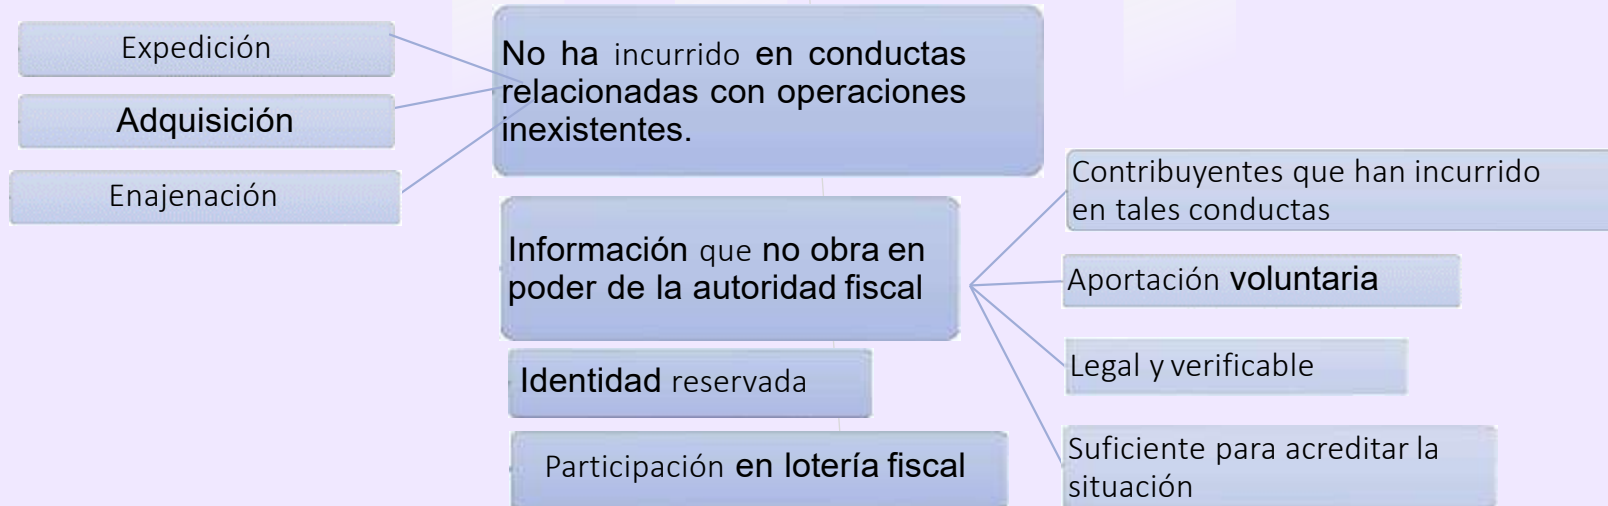 Expedición
Adquisición
Enajenación
No ha incurrido en conductas
relacionadas con operaciones
inexistentes.
Información que no obra en
poder de la autoridad fiscal
Contribuyentes que han incurrido
en tales conductas
Aportación voluntaria
Legal y verificable
Suficiente para acreditar la
situación
Identidad reservada
Participación en lotería fiscal